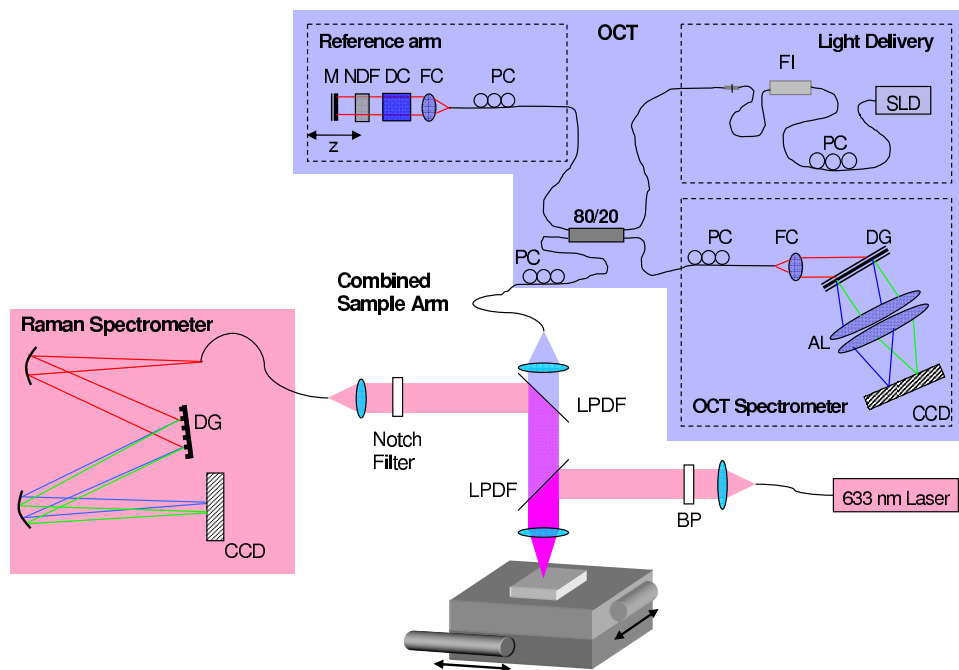 OCT
Reference arm
M NDF DC FC
PC
z
Light Delivery
FI
SLD
PC
80/20
PC
PC
FC
DG
AL
CCD
OCT Spectrometer
Combined
Sample Arm
Raman Spectrometer
DG
CCD
Notch
Filter
LPDF
LPDF
BP
633 nm Laser